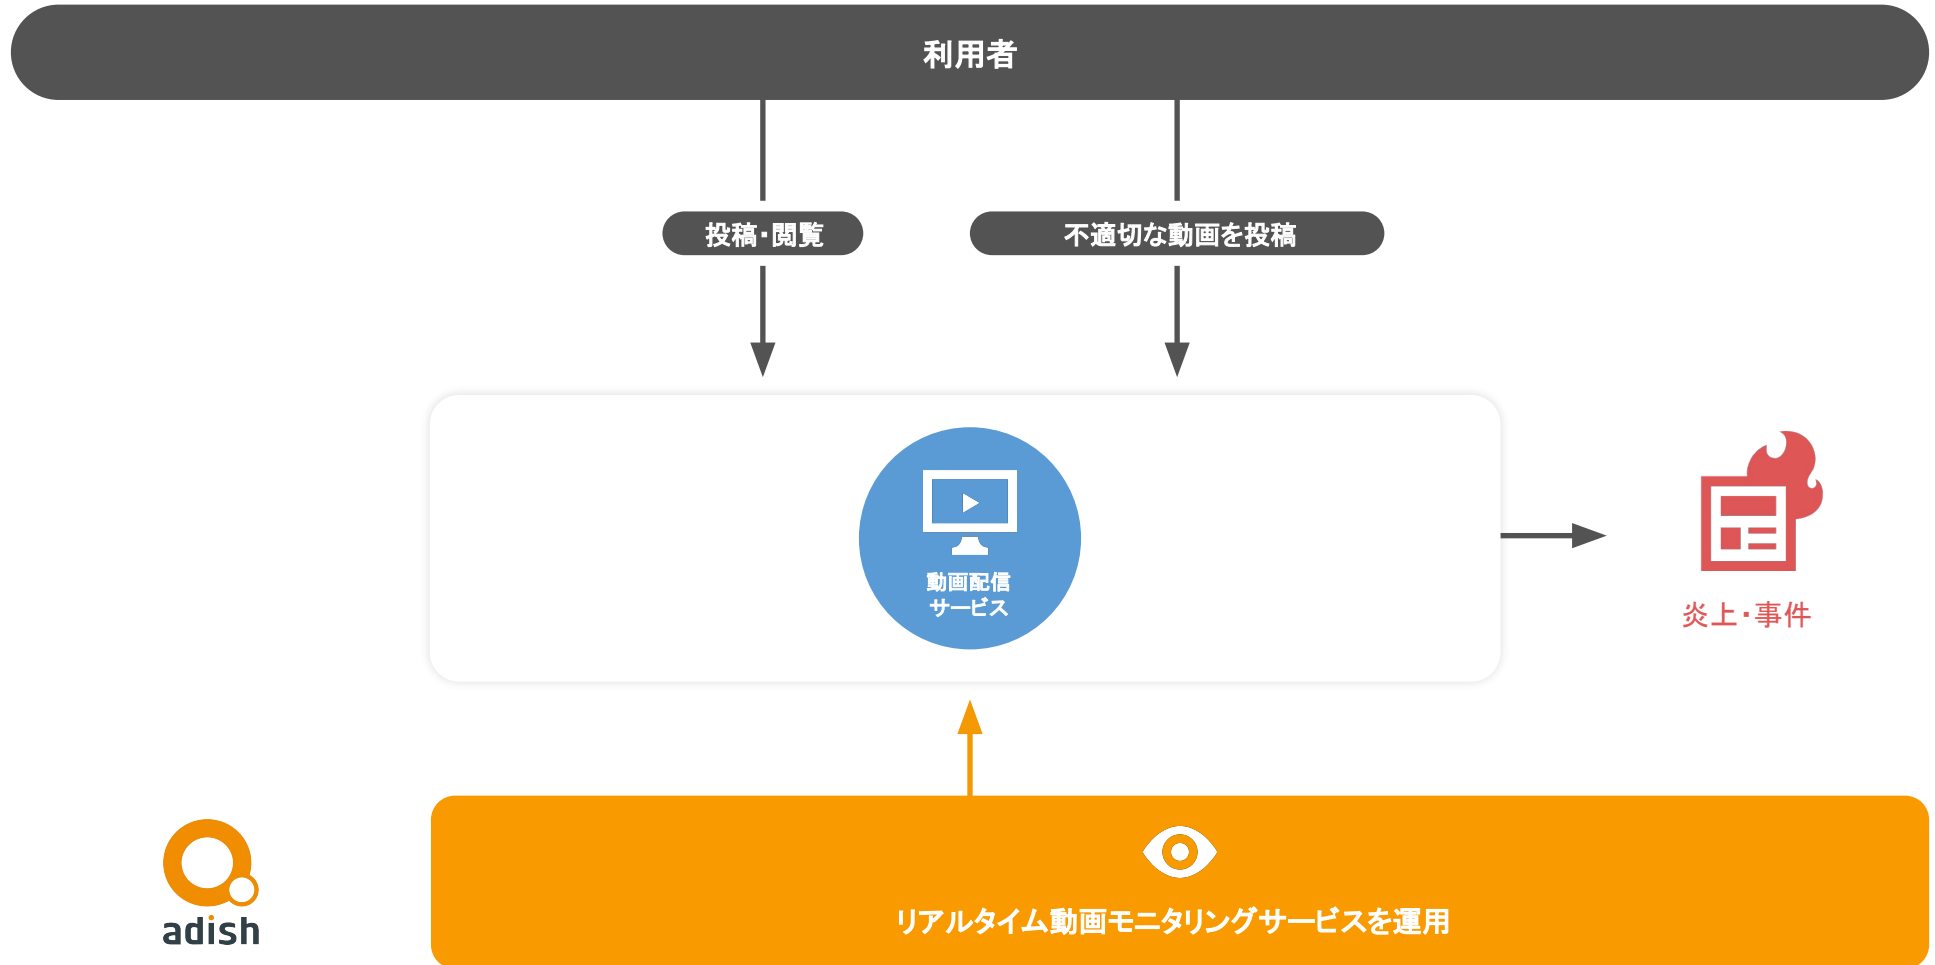 利用者
投稿・閲覧
不適切な動画を投稿
動画配信
サービス
炎上・事件
adish
リアルタイム動画モニタリングサービスを運用